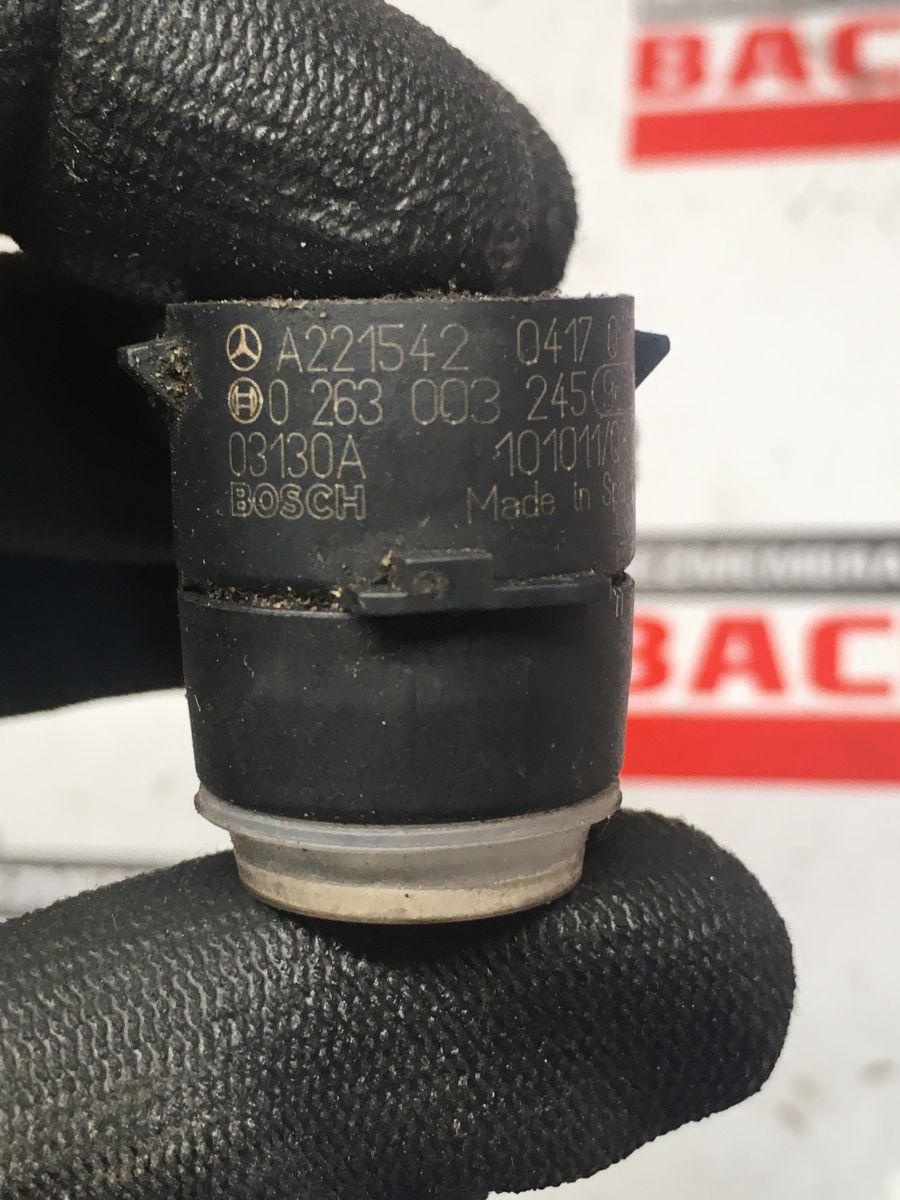 BAC
A221542 0417
0 263 003 245
03130A 101011/
BOSCH Made in
BAC